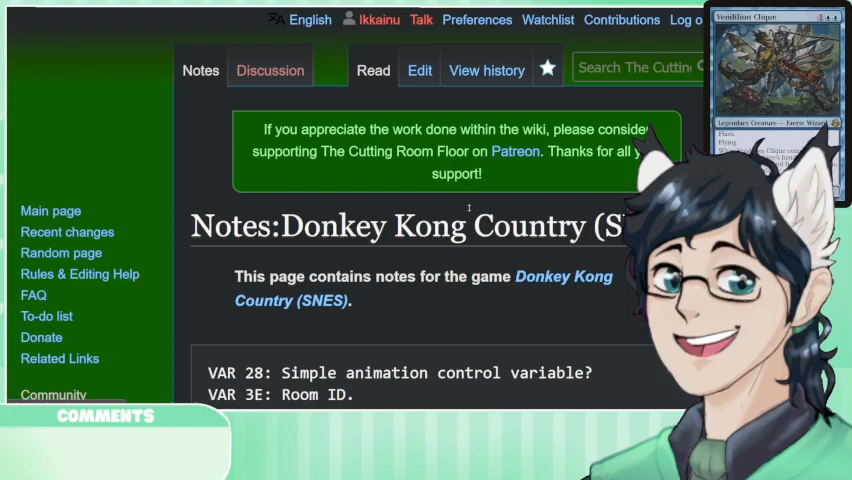 English Ikkainu Talk Preferences Watchlist Contributions Log o
Notes Discussion Read Edit View history Search The Cuttin
If you appreciate the work done within the wiki, please conside
supporting The Cutting Room Floor on Patreon. Thanks for all y
support!
Notes:Donkey Kong Country (S
This page contains notes for the game Donkey Kong
Country (SNES).
VAR 28: Simple animation control variable?
VAR 3E: Room ID.
Main page
Recent changes
Random page
Rules & Editing Help
FAQ
To-do list
Donate
Related Links
Community
COMMENTS
Vendilion Clique
Legendary Creature — Faerie Wizard
Flash
Flying